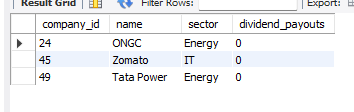 Result Grid Filter Rows: Export:
company_id name sector dividend_payouts
24 ONGC Energy 0
45 Zomato IT 0
49 Tata Power Energy 0